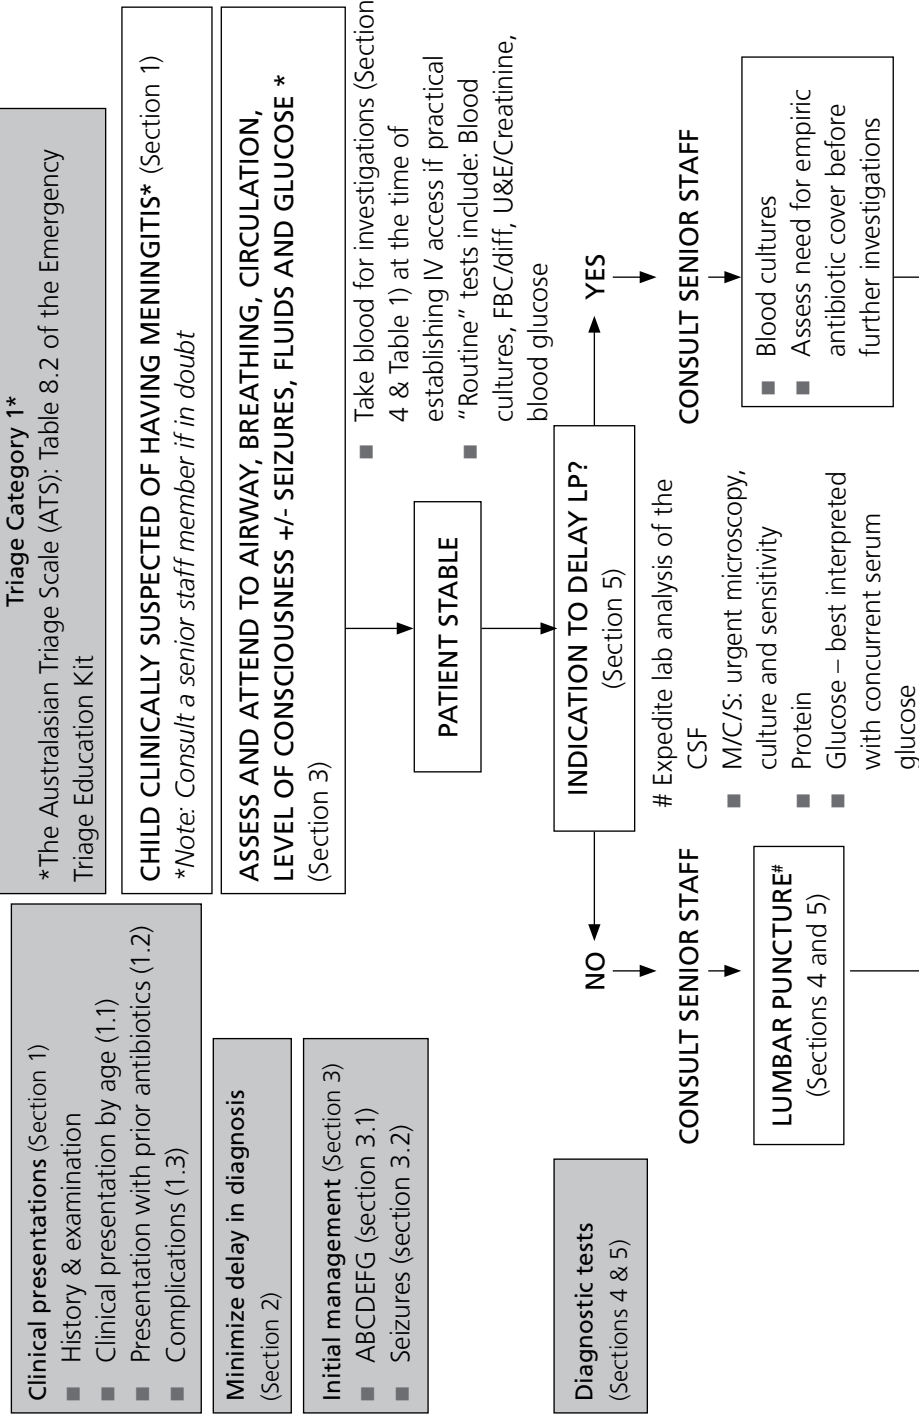 Triage Category 1*
*The Australasian Triage Scale (ATS): Table 8.2 of the Emergency
Triage Education Kit
Clinical presentations (Section 1)
■ History & examination
■ Clinical presentation by age (1.1)
■ Presentation with prior antibiotics (1.2)
■ Complications (1.3)
CHILD CLINICALLY SUSPECTED OF HAVING MENINGITIS* (Section 1)
*Note: Consult a senior staff member if in doubt
Minimize delay in diagnosis
(Section 2)
ASSESS AND ATTEND TO AIRWAY, BREATHING, CIRCULATION,
LEVEL OF CONSCIOUSNESS +/- SEIZURES, FLUIDS AND GLUCOSE *
(Section 3)
Initial management (Section 3)
■ ABCDEFG (section 3.1)
■ Seizures (section 3.2)
■ Take blood for investigations (Section
4 & Table 1) at the time of
establishing IV access if practical
■ "Routine" tests include: Blood
cultures, FBC/diff, U&E/Creatinine,
blood glucose
PATIENT STABLE
Diagnostic tests
(Sections 4 & 5)
INDICATION TO DELAY LP?
(Section 5)
NO
YES
# Expedite lab analysis of the
CSF
■ M/C/S: urgent microscopy,
culture and sensitivity
■ Protein
■ Glucose – best interpreted
with concurrent serum
glucose
CONSULT SENIOR STAFF
CONSULT SENIOR STAFF
LUMBAR PUNCTURE#
(Sections 4 and 5)
■ Blood cultures
■ Assess need for empiric
antibiotic cover before
further investigations